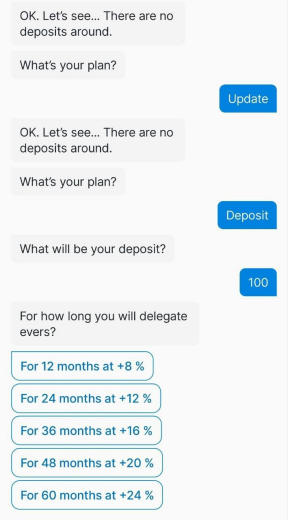 OK. Let's see... There are no
deposits around.
What's your plan?
Update
OK. Let's see... There are no
deposits around.
What's your plan?
Deposit
What will be your deposit?
100
For how long you will delegate
evers?
For 12 months at +8 %
For 24 months at +12 %
For 36 months at +16 %
For 48 months at +20 %
For 60 months at +24 %